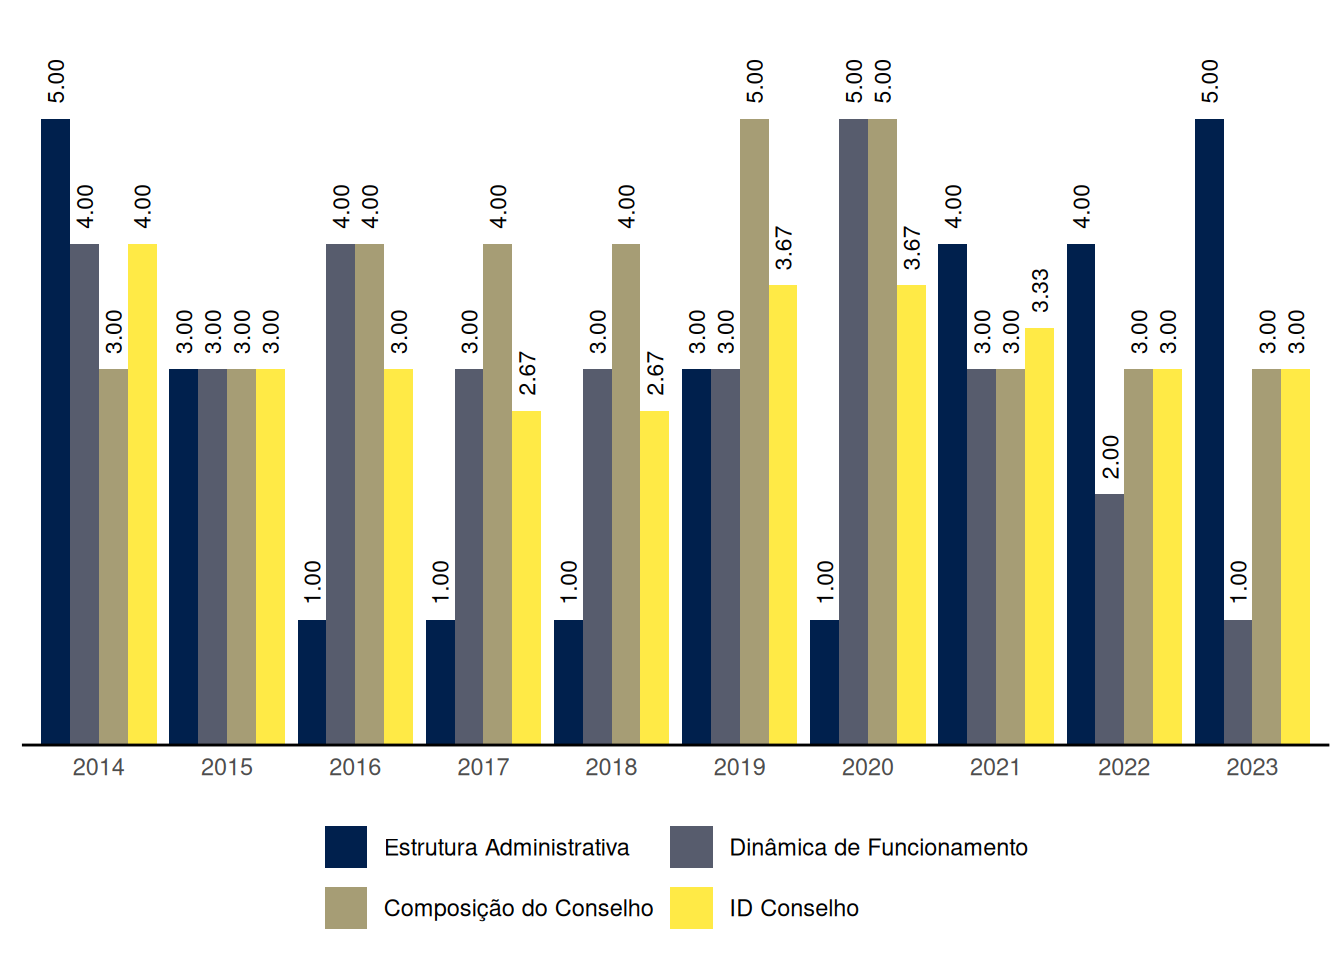 5.00 4.00 3.00 4.00 3.00 3.00 3.00 3.00 1.00 4.00 4.00 3.00 1.00 3.00 4.00 2.67 1.00 3.00 4.00 2.67 3.00 3.00 5.00 3.67 1.00 5.00 5.00 3.67 4.00 3.00 3.00 3.33 4.00 2.00 3.00 3.00 5.00 1.00 3.00 3.00
2014 2015 2016 2017 2018 2019 2020 2021 2022 2023
Estrutura Administrativa Dinâmica de Funcionamento
Composição do Conselho ID Conselho